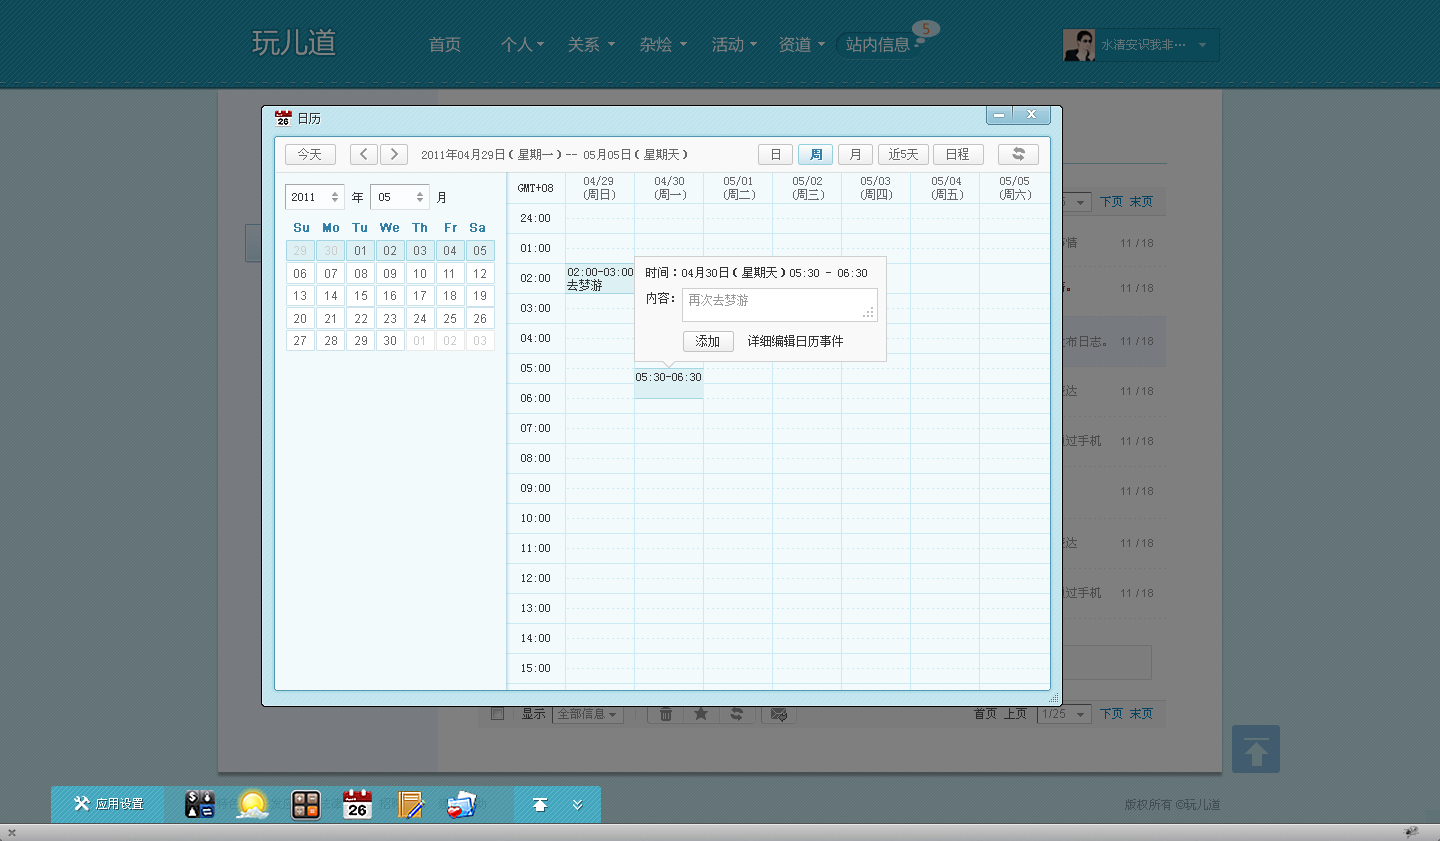 玩儿道
首页 个人 关系 杂烩 活动 资道 站内信息 5
水清安识我非…
日历
今天
2011年04月29日(星期一)-- 05月05日(星期天)
日 周 月 近5天 日程
2011 年 05 月
Su Mo Tu We Th Fr Sa
29 30 01 02 03 04 05
06 07 08 09 10 11 12
13 14 15 16 17 18 19
20 21 22 23 24 25 26
27 28 29 30 01 02 03
GMT+08
04/29 (周日)
04/30 (周一)
05/01 (周二)
05/02 (周三)
05/03 (周四)
05/04 (周五)
05/05 (周六)
24:00
01:00
02:00
03:00
04:00
05:00
06:00
07:00
08:00
09:00
10:00
11:00
12:00
13:00
14:00
15:00
02:00-03:00
去梦游
时间:04月30日(星期天)05:30 - 06:30
内容: 再次去梦游
添加 详细编辑日历事件
05:30-06:30
下页 末页
情 11 / 18
11 / 18
布日志。 11 / 18
达 11 / 18
过手机 11 / 18
11 / 18
达 11 / 18
过手机 11 / 18
显示 全部信息
首页 上页 1/25 下页 末页
应用设置
26
版权所有 ©玩儿道